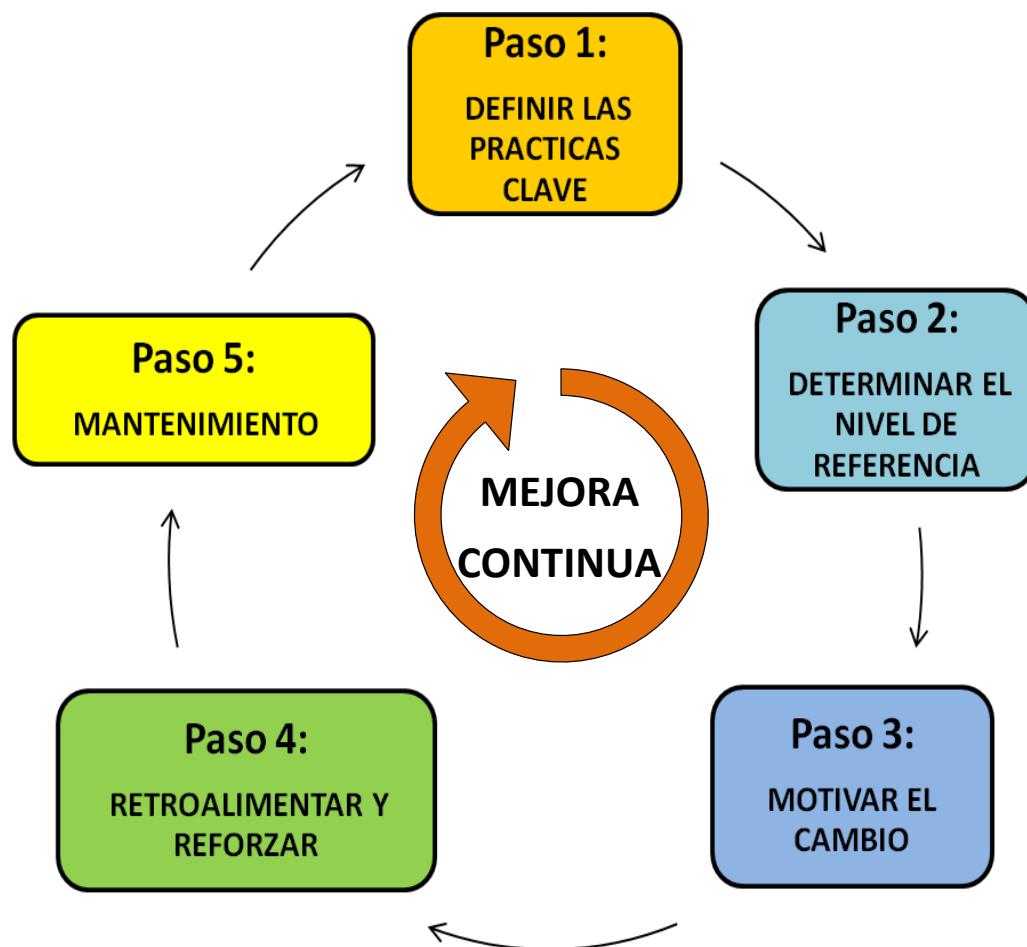 Paso 1:
DEFINIR LAS
PRACTICAS
CLAVE
Paso 2:
DETERMINAR EL
NIVEL DE
REFERENCIA
Paso 3:
MOTIVAR EL
CAMBIO
Paso 4:
RETROALIMENTAR Y
REFORZAR
Paso 5:
MANTENIMIENTO
MEJORA
CONTINUA